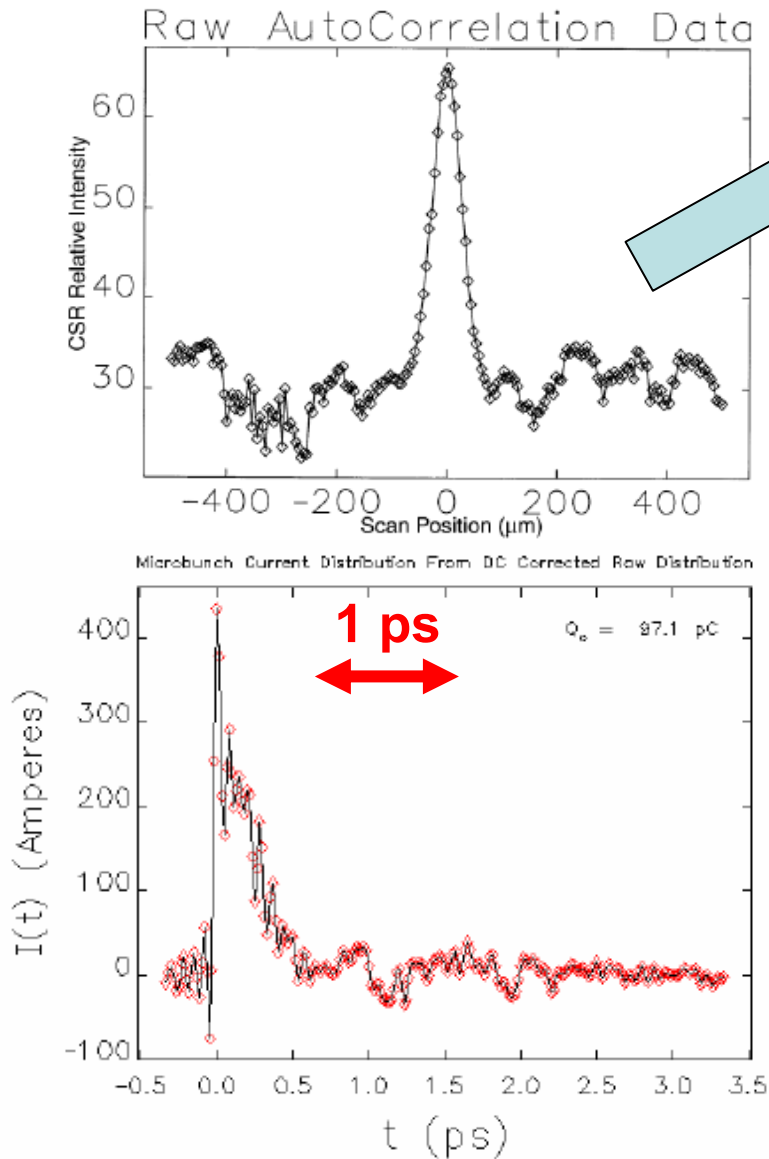 Raw AutoCorrelation Data
CSR Relative Intensity
60
50
40
30
-400 -200 0 200 400
Scan Position (μm)
Microbunch Current Distribution From DC Corrected Raw Distribution
1 ps
Qo = 97.1 pC
I(t) (Amperes)
400
300
200
100
0
-100
-0.5 0.0 0.5 1.0 1.5 2.0 2.5 3.0 3.5
t (ps)